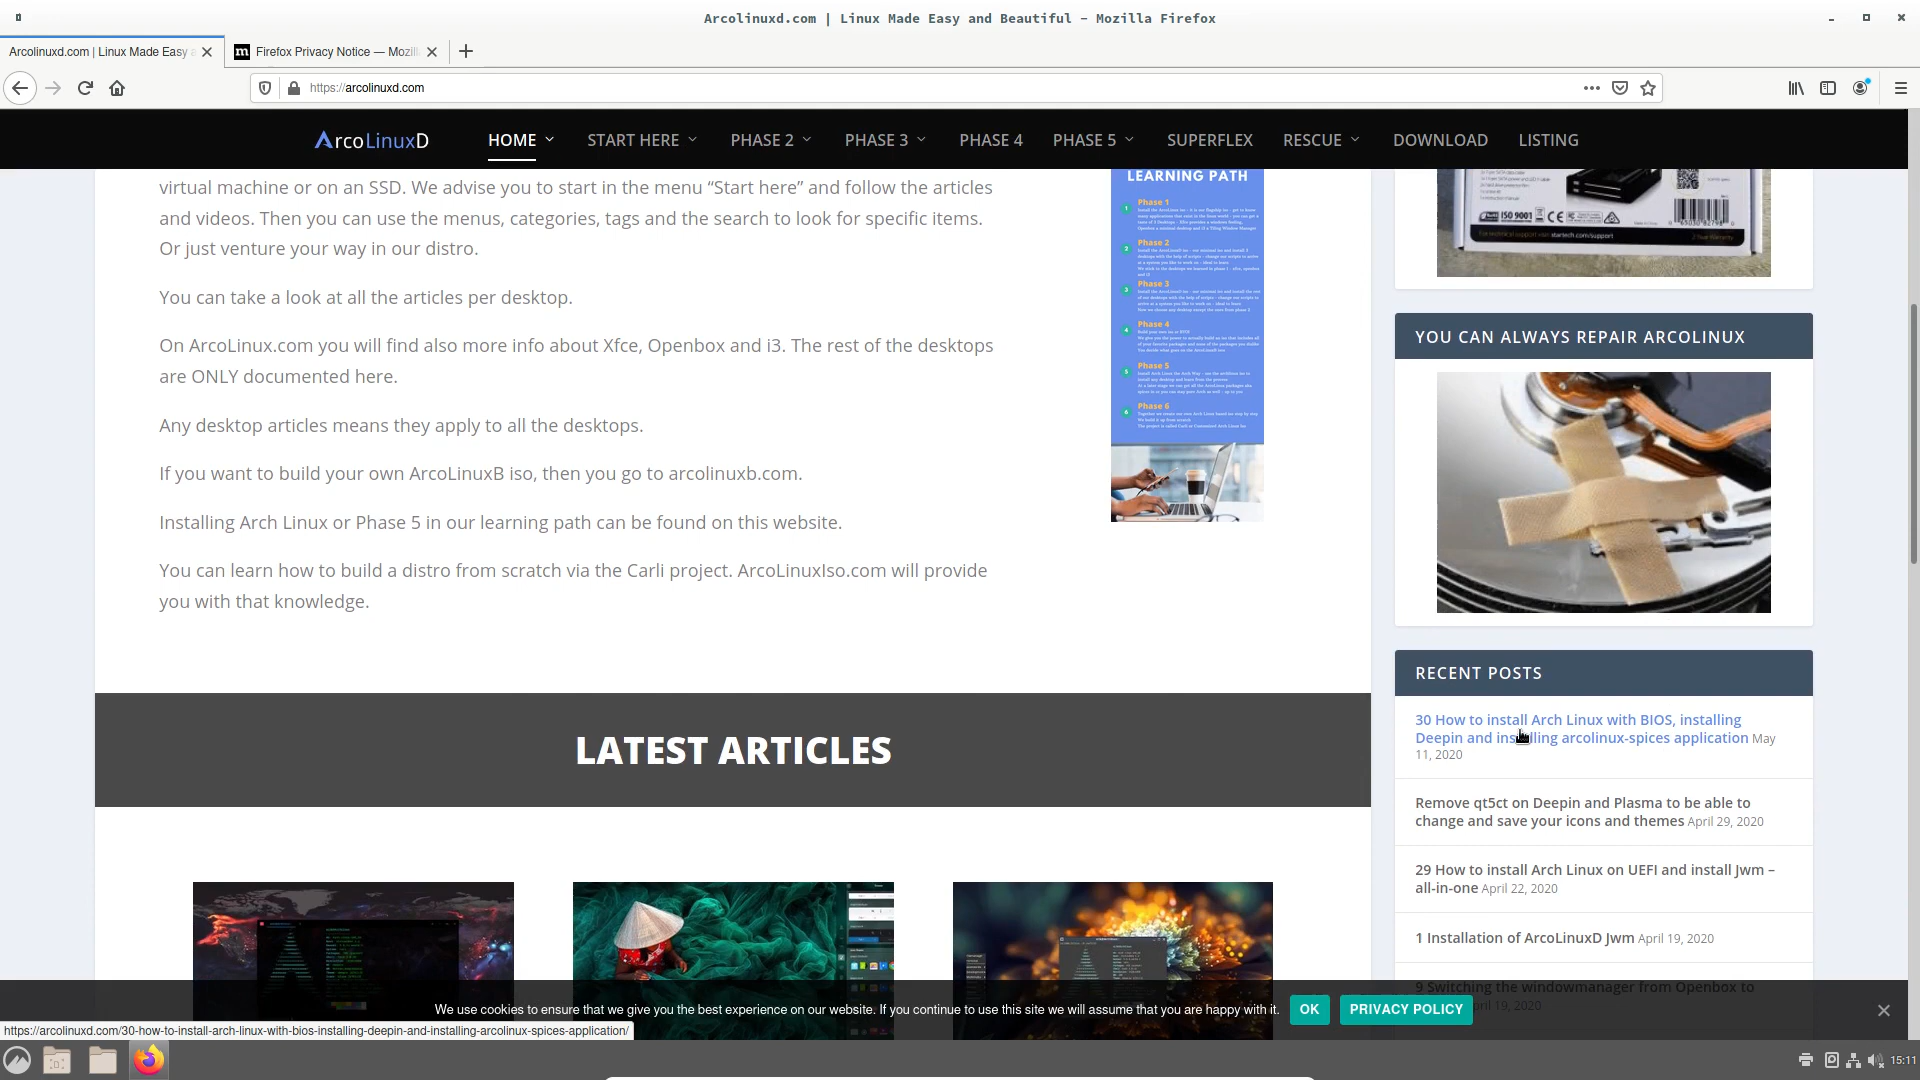 Arcolinuxd.com | Linux Made Easy and Beautiful - Mozilla Firefox
Arcolinuxd.com | Linux Made Easy a
Firefox Privacy Notice — Mozil
https://arcolinuxd.com
ArcoLinuxD
HOME
START HERE
PHASE 2
PHASE 3
PHASE 4
PHASE 5
SUPERFLEX
RESCUE
DOWNLOAD
LISTING
virtual machine or on an SSD. We advise you to start in the menu “Start here” and follow the articles
and videos. Then you can use the menus, categories, tags and the search to look for specific items.
Or just venture your way in our distro.
You can take a look at all the articles per desktop.
On ArcoLinux.com you will find also more info about Xfce, Openbox and i3. The rest of the desktops
are ONLY documented here.
Any desktop articles means they apply to all the desktops.
If you want to build your own ArcoLinuxB iso, then you go to arcolinuxb.com.
Installing Arch Linux or Phase 5 in our learning path can be found on this website.
You can learn how to build a distro from scratch via the Carli project. ArcoLinuxIso.com will provide
you with that knowledge.
LEARNING PATH
1 Phase 1
2 Phase 2
3 Phase 3
4 Phase 4
5 Phase 5
6 Phase 6
ISO 9001
YOU CAN ALWAYS REPAIR ARCOLINUX
RECENT POSTS
30 How to install Arch Linux with BIOS, installing
Deepin and installing arcolinux-spices application May
11, 2020
Remove qt5ct on Deepin and Plasma to be able to
change and save your icons and themes April 29, 2020
29 How to install Arch Linux on UEFI and install Jwm –
all-in-one April 22, 2020
1 Installation of ArcoLinuxD Jwm April 19, 2020
9 Switching the windowmanager from Openbox to
April 19, 2020
LATEST ARTICLES
We use cookies to ensure that we give you the best experience on our website. If you continue to use this site we will assume that you are happy with it.
OK
PRIVACY POLICY
https://arcolinuxd.com/30-how-to-install-arch-linux-with-bios-installing-deepin-and-installing-arcolinux-spices-application/
15:11